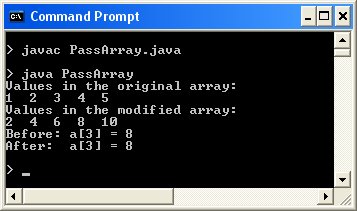 Command Prompt
> javac PassArray.java
> java PassArray
Values in the original array:
1  2  3  4  5
Values in the modified array:
2  4  6  8  10
Before: a[3] = 8
After:  a[3] = 8
> _